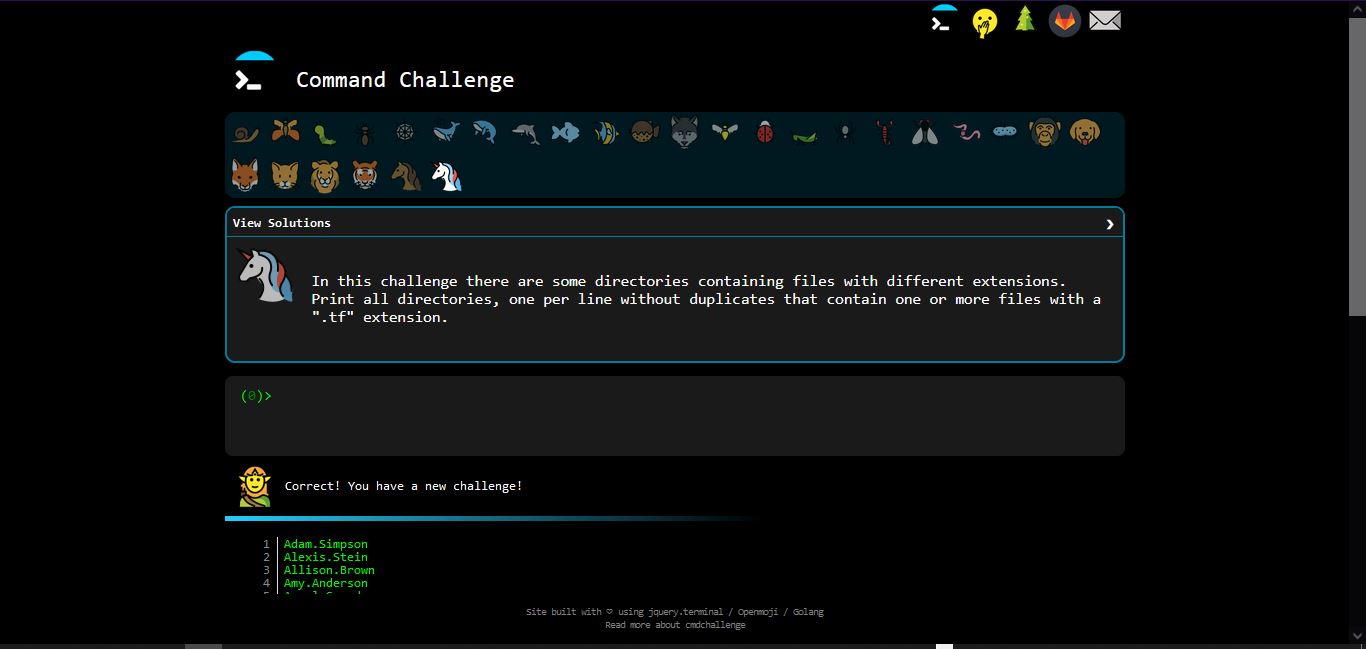 Command Challenge
View Solutions
In this challenge there are some directories containing files with different extensions.
Print all directories, one per line without duplicates that contain one or more files with a
".tf" extension.
(0)>
Correct! You have a new challenge!
1 Adam.Simpson
2 Alexis.Stein
3 Allison.Brown
4 Amy.Anderson
Site built with ♡ using jquery.terminal / Openmoji / Golang
Read more about cmdchallenge